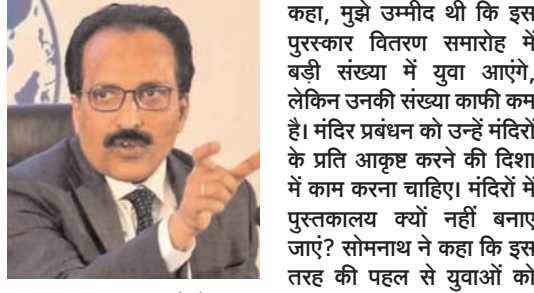 कहा, मुझे उम्मीद थी कि इस
पुरस्कार वितरण समारोह में
बड़ी संख्या में युवा आएंगे,
लेकिन उनकी संख्या काफी कम
है। मंदिर प्रबंधन को उन्हें मंदिरों
के प्रति आकृष्ट करने की दिशा
में काम करना चाहिए। मंदिरों में
पुस्तकालय क्यों नहीं बनाए
जाएं? सोमनाथ ने कहा कि इस
तरह की पहल से युवाओं को